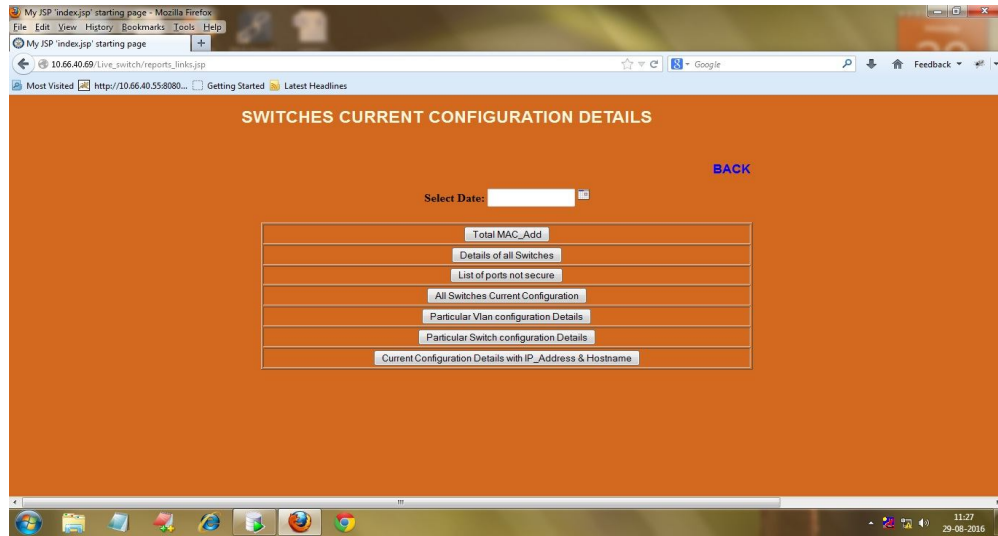 My JSP 'index.jsp' starting page - Mozilla Firefox
File Edit View History Bookmarks Tools Help
My JSP 'index.jsp' starting page +
10.66.40.69/Live_switch/reports_links.jsp Google Feedback
Most Visited http://10.66.40.55:8080... Getting Started Latest Headlines
SWITCHES CURRENT CONFIGURATION DETAILS
BACK
Select Date:
Total MAC_Add
Details of all Switches
List of ports not secure
All Switches Current Configuration
Particular Vlan configuration Details
Particular Switch configuration Details
Current Configuration Details with IP_Address & Hostname
11:27
29-08-2016